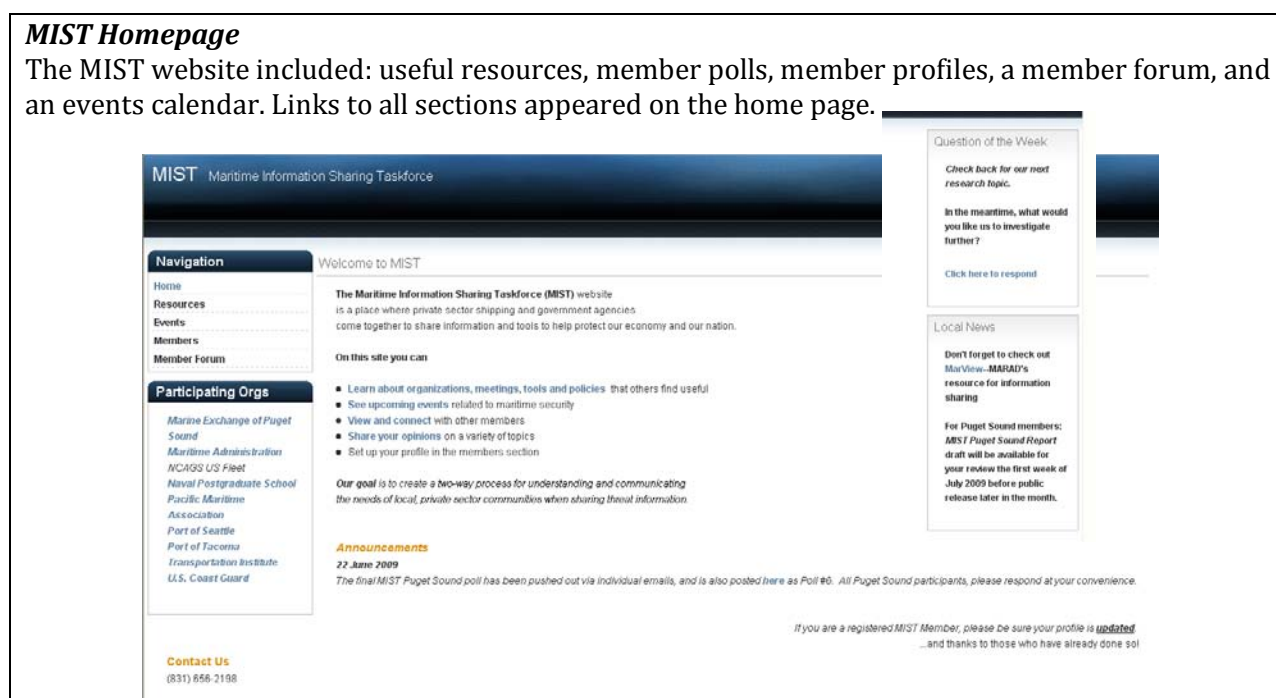 MIST Homepage
The MIST website included: useful resources, member polls, member profiles, a member forum, and
an events calendar. Links to all sections appeared on the home page.
MIST Maritime Information Sharing Taskforce
Navigation
Home
Resources
Events
Members
Member Forum
Participating Orgs
Marine Exchange of Puget
Sound
Maritime Administration
NCAGS US Fleet
Naval Postgraduate School
Pacific Maritime
Association
Port of Seattle
Port of Tacoma
Transportation Institute
U.S. Coast Guard
Contact Us
(831) 656-2198
Welcome to MIST
The Maritime Information Sharing Taskforce (MIST) website
is a place where private sector shipping and government agencies
come together to share information and tools to help protect our economy and our nation.
On this site you can
Learn about organizations, meetings, tools and policies that others find useful
See upcoming events related to maritime security
View and connect with other members
Share your opinions on a variety of topics
Set up your profile in the members section
Our goal is to create a two-way process for understanding and communicating
the needs of local, private sector communities when sharing threat information.
Announcements
22 June 2009
The final MIST Puget Sound poll has been pushed out via individual emails, and is also posted here as Poll #6. All Puget Sound participants, please respond at your convenience.
If you are a registered MIST Member, please be sure your profile is updated.
...and thanks to those who have already done so!
Question of the Week
Check back for our next
research topic.
In the meantime, what would
you like us to investigate
further?
Click here to respond
Local News
Don't forget to check out
MarView--MARAD's
resource for information
sharing
For Puget Sound members:
MIST Puget Sound Report
draft will be available for
your review the first week of
July 2009 before public
release later in the month.